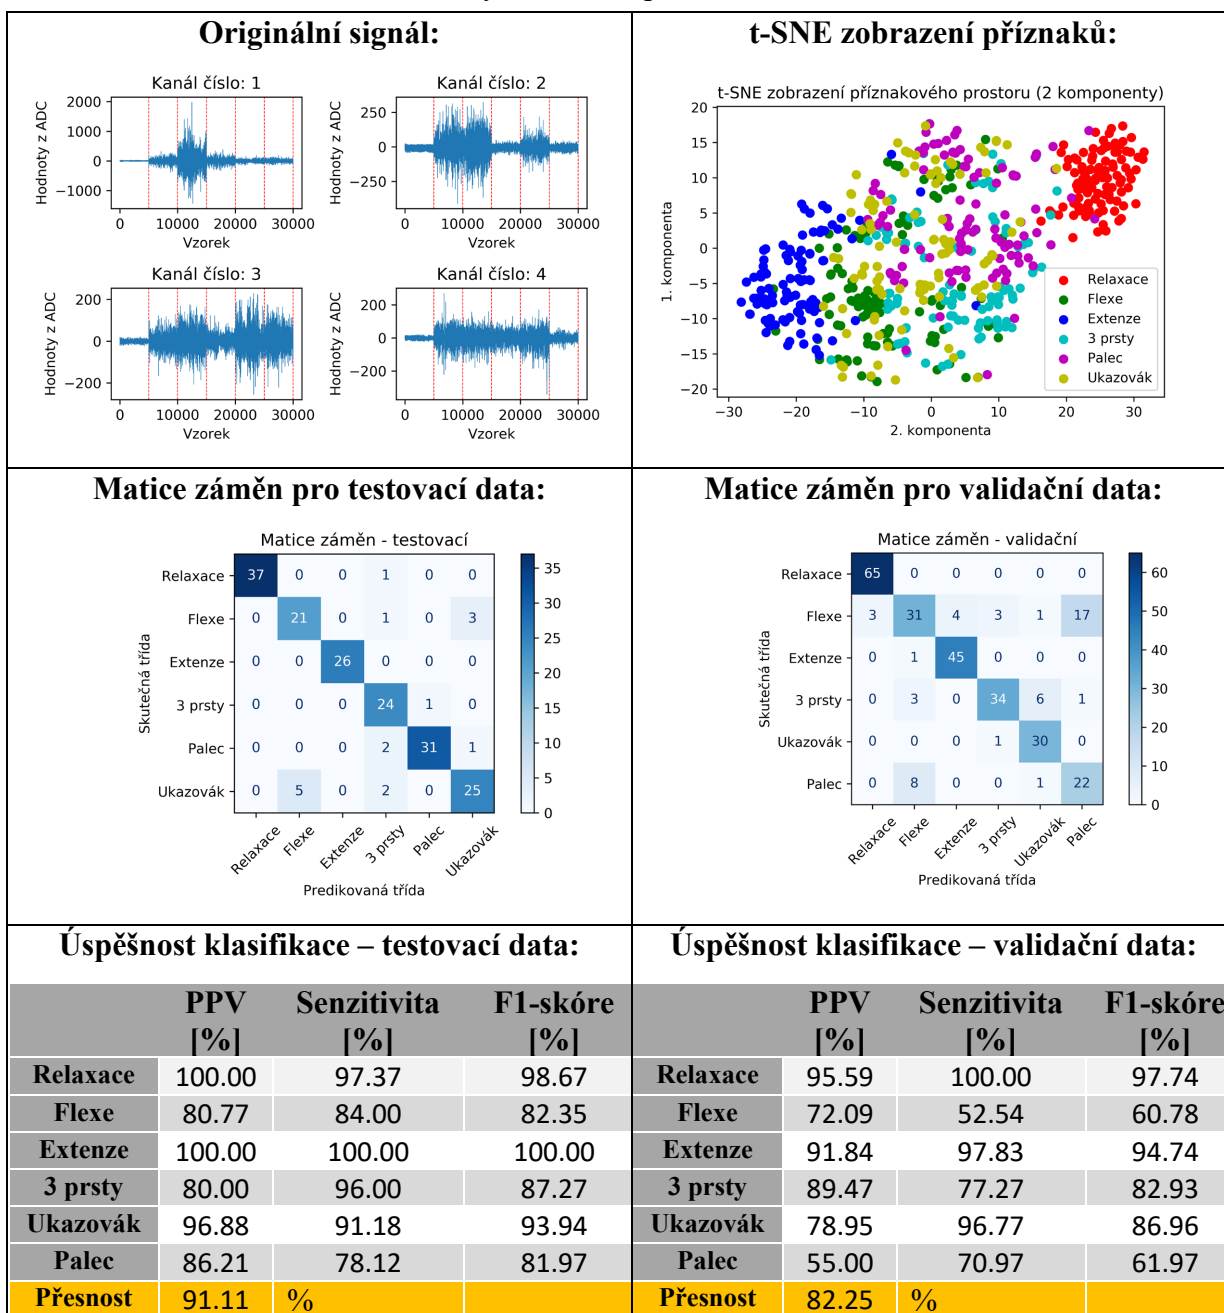 Originální signál:
t-SNE zobrazení příznaků:
Kanál číslo: 1
Hodnoty z ADC
2000
1000
0
−1000
0
10000
20000
30000
Vzorek
Kanál číslo: 2
Hodnoty z ADC
250
0
−250
0
10000
20000
30000
Vzorek
Kanál číslo: 3
Hodnoty z ADC
200
0
−200
0
10000
20000
30000
Vzorek
Kanál číslo: 4
Hodnoty z ADC
200
0
−200
0
10000
20000
30000
Vzorek
t-SNE zobrazení příznakového prostoru (2 komponenty)
1. komponenta
20
15
10
5
0
−5
−10
−15
−20
−30
−20
−10
0
10
20
30
2. komponenta
Relaxace
Flexe
Extenze
3 prsty
Palec
Ukazovák
Matice záměn pro testovací data:
Matice záměn pro validační data:
Matice záměn - testovací
Skutečná třída
Relaxace 37 0 0 1 0 0
Flexe 0 21 0 1 0 3
Extenze 0 0 26 0 0 0
3 prsty 0 0 0 24 1 0
Palec 0 0 0 2 31 1
Ukazovák 0 5 0 2 0 25
Relaxace Flexe Extenze 3 prsty Palec Ukazovák
Predikovaná třída
35
30
25
20
15
10
5
0
Matice záměn - validační
Skutečná třída
Relaxace 65 0 0 0 0 0
Flexe 3 31 4 3 1 17
Extenze 0 1 45 0 0 0
3 prsty 0 3 0 34 6 1
Ukazovák 0 0 0 1 30 0
Palec 0 8 0 0 1 22
Relaxace Flexe Extenze 3 prsty Ukazovák Palec
Predikovaná třída
60
50
40
30
20
10
0
Úspěšnost klasifikace – testovací data:
PPV [%] Senzitivita [%] F1-skóre [%]
Relaxace 100.00 97.37 98.67
Flexe 80.77 84.00 82.35
Extenze 100.00 100.00 100.00
3 prsty 80.00 96.00 87.27
Ukazovák 96.88 91.18 93.94
Palec 86.21 78.12 81.97
Přesnost 91.11 %
Úspěšnost klasifikace – validační data:
PPV [%] Senzitivita [%] F1-skóre [%]
Relaxace 95.59 100.00 97.74
Flexe 72.09 52.54 60.78
Extenze 91.84 97.83 94.74
3 prsty 89.47 77.27 82.93
Ukazovák 78.95 96.77 86.96
Palec 55.00 70.97 61.97
Přesnost 82.25 %